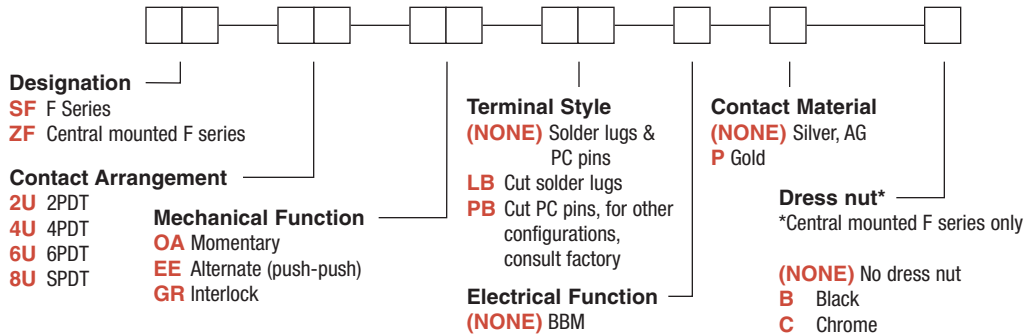 Designation
SF F Series
ZF Central mounted F series
Contact Arrangement
2U 2PDT
4U 4PDT
6U 6PDT
8U SPDT
Mechanical Function
OA Momentary
EE Alternate (push-push)
GR Interlock
Terminal Style
(NONE) Solder lugs &
PC pins
LB Cut solder lugs
PB Cut PC pins, for other
configurations,
consult factory
Electrical Function
(NONE) BBM
Contact Material
(NONE) Silver, AG
P Gold
Dress nut*
*Central mounted F series only
(NONE) No dress nut
B Black
C Chrome